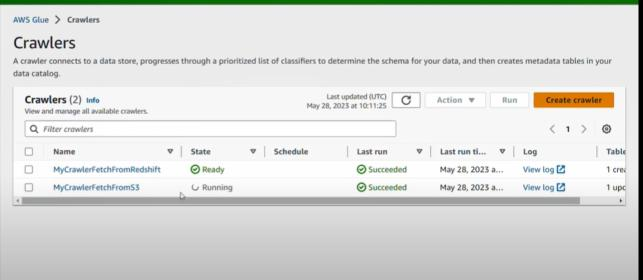 AWS Glue > Crawlers
Crawlers
A crawler connects to a data store, progresses through a prioritized list of classifiers to determine the schema for your data, and then creates metadata tables in your
data catalog.
Crawlers (2) Info
View and manage all available crawlers.
Last updated (UTC)
May 28, 2023 at 10:11:25
Action
Run
Create crawler
Filter crawlers
< 1 >
Name State Schedule Last run Last run ti... Log Table
MyCrawlerFetchFromRedshift Ready Succeeded May 28, 2023 a... View log 1 crea
MyCrawlerFetchFromS3 Running Succeeded May 28, 2023 a... View log 1 upd